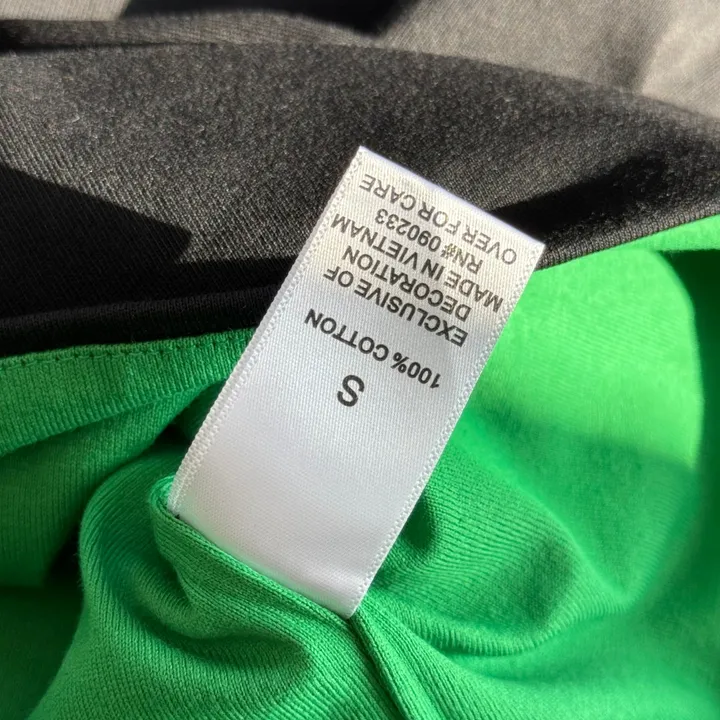 S
100% COTTON
EXCLUSIVE OF
DECORATION
MADE IN VIETNAM
RN# 090233
OVER FOR CARE